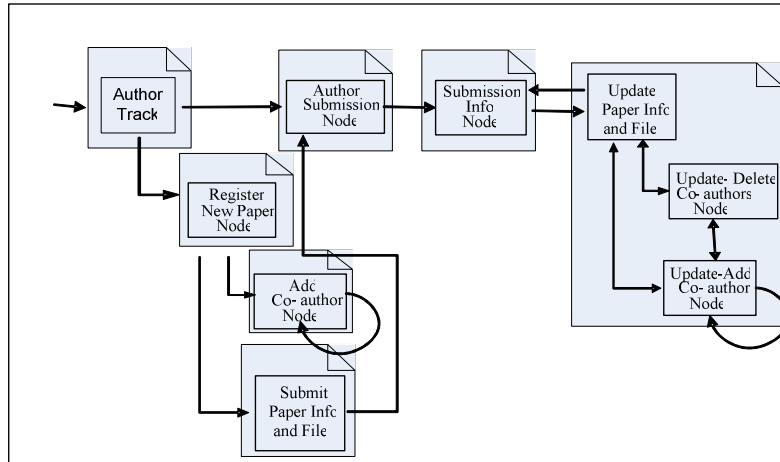 Author
Track
Author
Submission
Node
Submission
Info
Node
Update
Paper Info
and File
Register
New Paper
Node
Update- Delete
Co- authors
Node
Add
Co- author
Node
Update-Add
Co- author
Node
Submit
Paper Info
and File